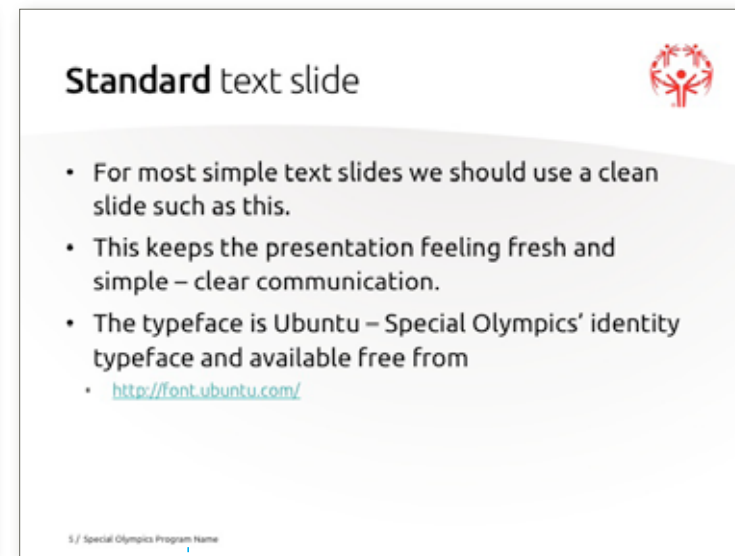 Standard text slide
• For most simple text slides we should use a clean
slide such as this.
• This keeps the presentation feeling fresh and
simple – clear communication.
• The typeface is Ubuntu – Special Olympics’ identity
typeface and available free from
• http://font.ubuntu.com/
5 / Special Olympics Program Name